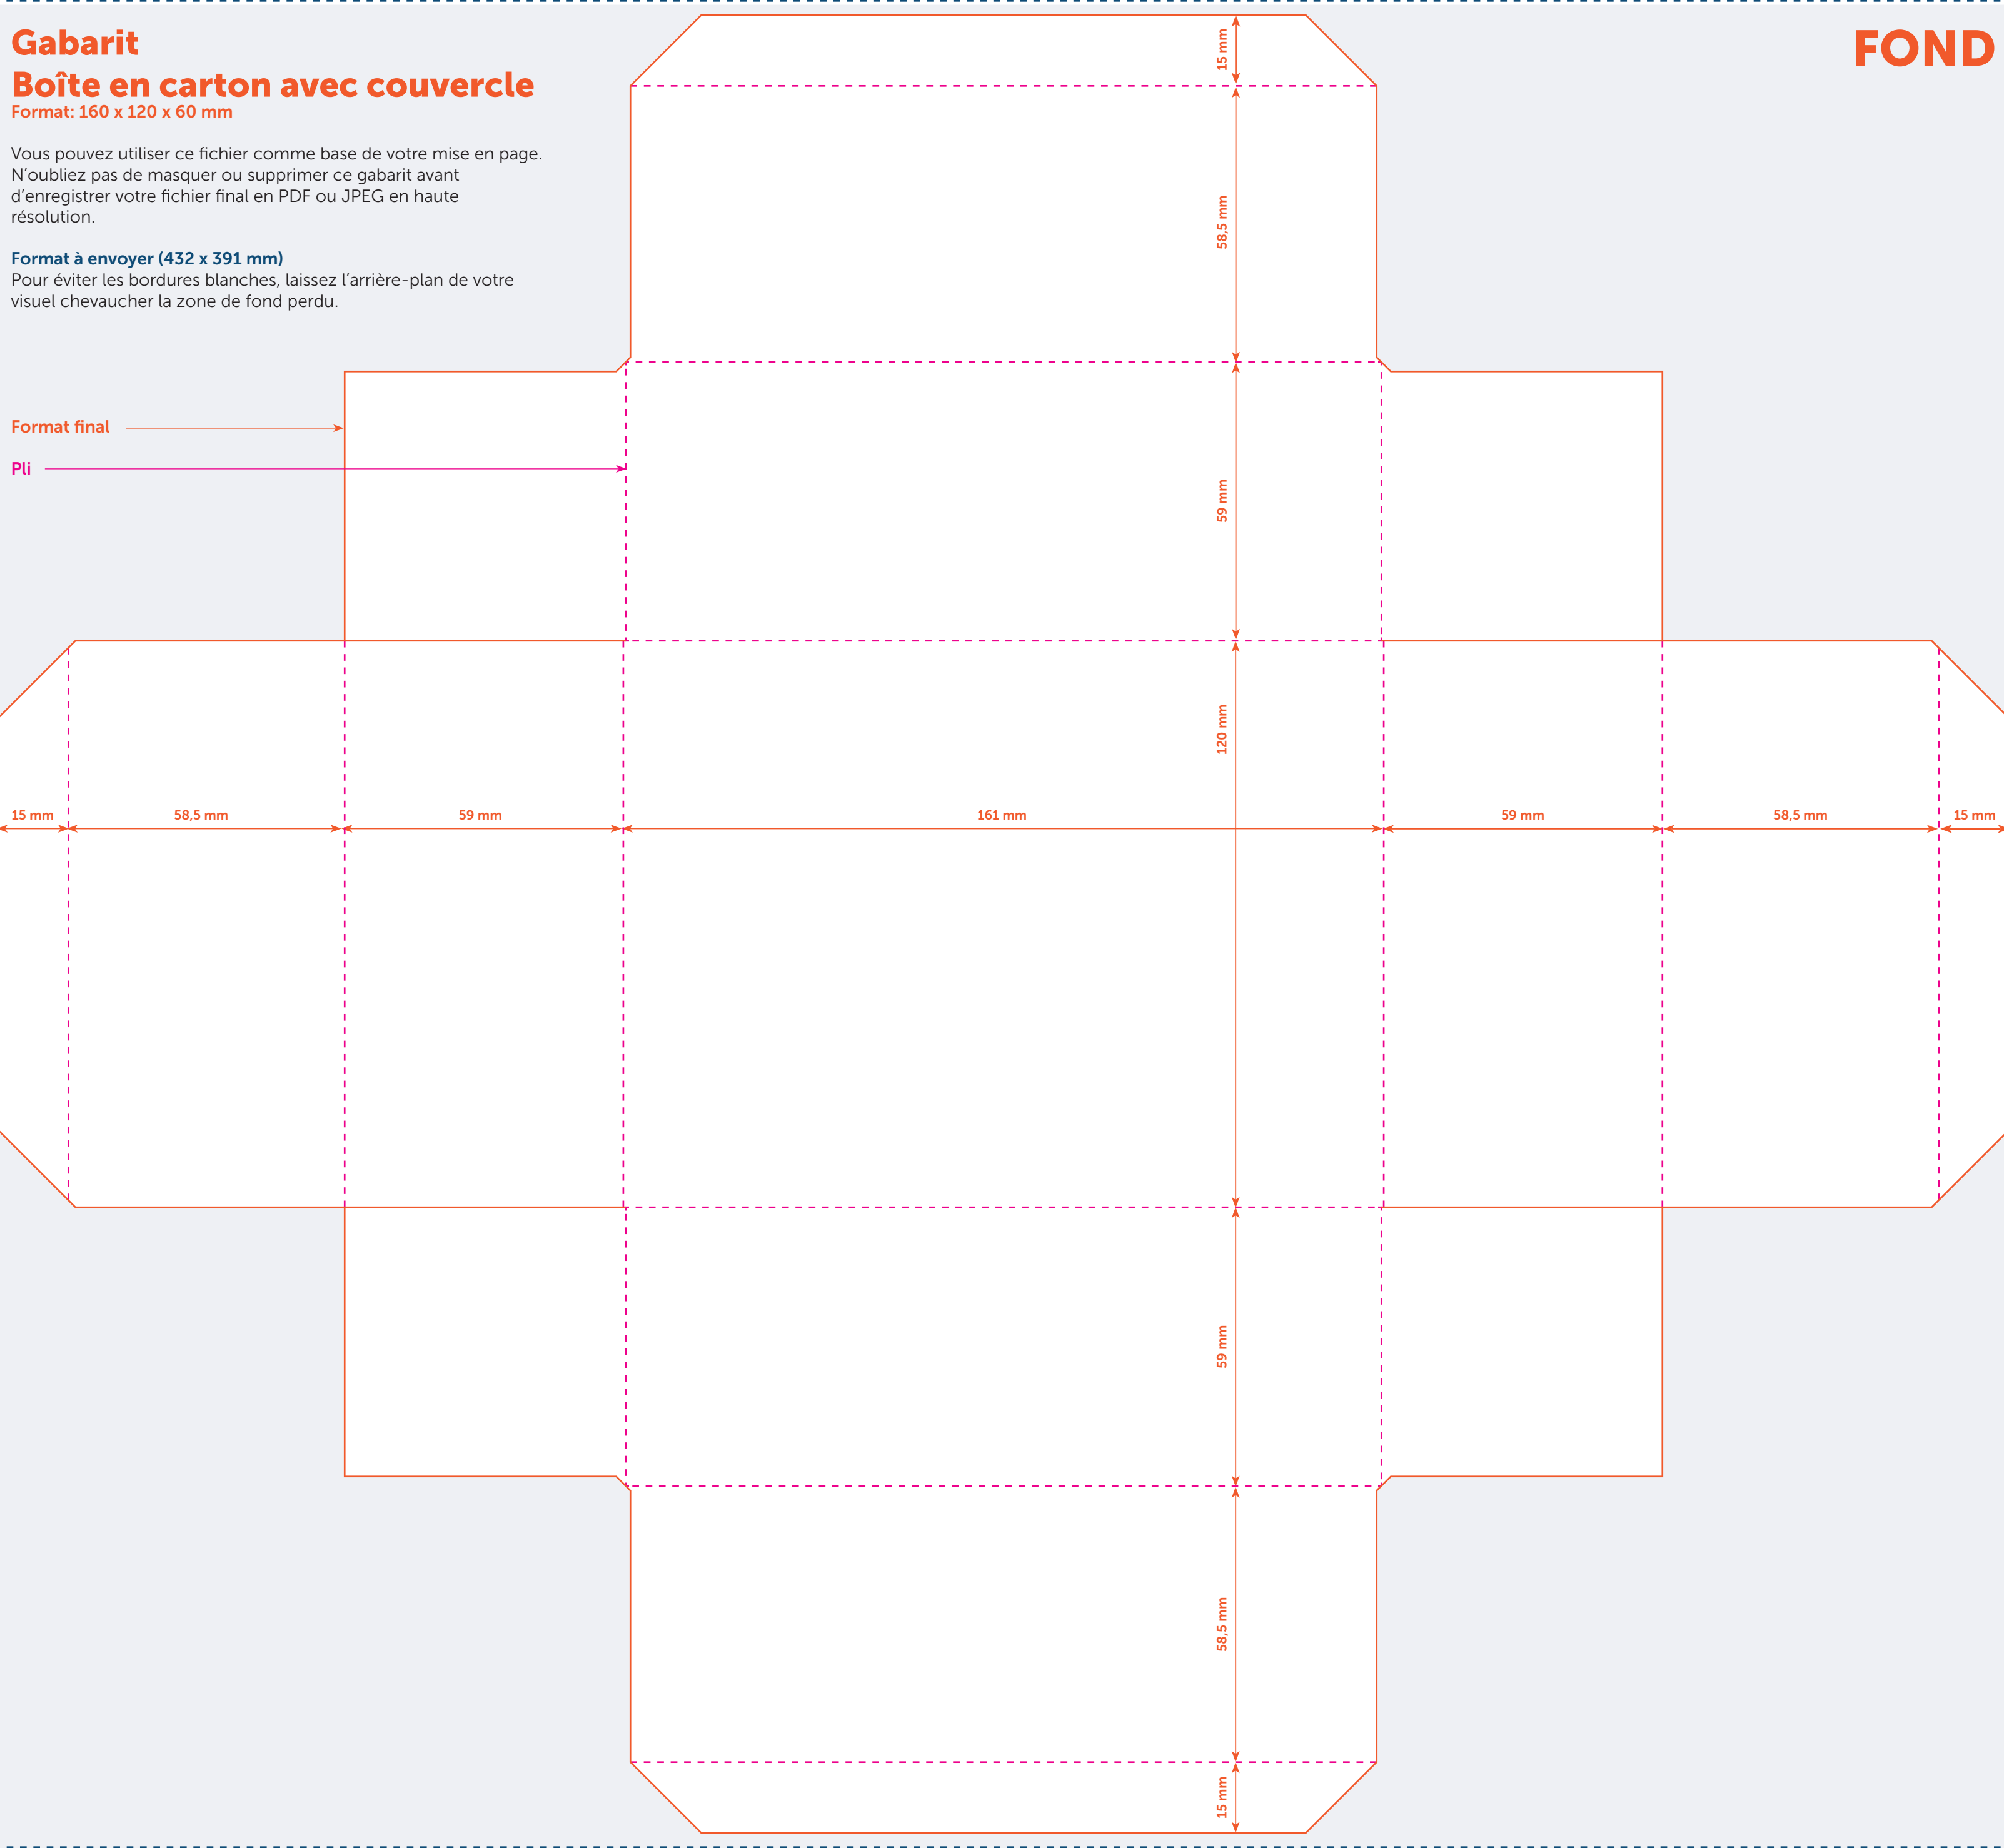 Gabarit
Boîte en carton avec couvercle
Format: 160 x 120 x 60 mm
FOND
Vous pouvez utiliser ce fichier comme base de votre mise en page.
N’oubliez pas de masquer ou supprimer ce gabarit avant
d’enregistrer votre fichier final en PDF ou JPEG en haute
résolution.
Format à envoyer (432 x 391 mm)
Pour éviter les bordures blanches, laissez l’arrière-plan de votre
visuel chevaucher la zone de fond perdu.
Format final
Pli
15 mm
58,5 mm
59 mm
120 mm
15 mm
58,5 mm
59 mm
161 mm
59 mm
58,5 mm
15 mm
59 mm
58,5 mm
15 mm